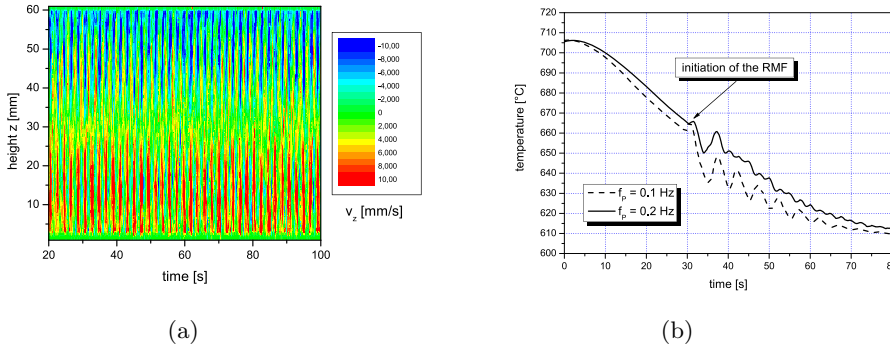 60
50
40
30
20
10
height z [mm]
20 40 60 80 100
time [s]
-10,00
-8,000
-6,000
-4,000
-2,000
0
2,000
4,000
6,000
8,000
10,00
v_z [mm/s]
(a)
720
710
700
690
680
670
660
650
640
630
620
610
600
temperature [°C]
initiation of the RMF
f_P = 0.1 Hz
f_P = 0.2 Hz
0 10 20 30 40 50 60 70 80
time [s]
(b)